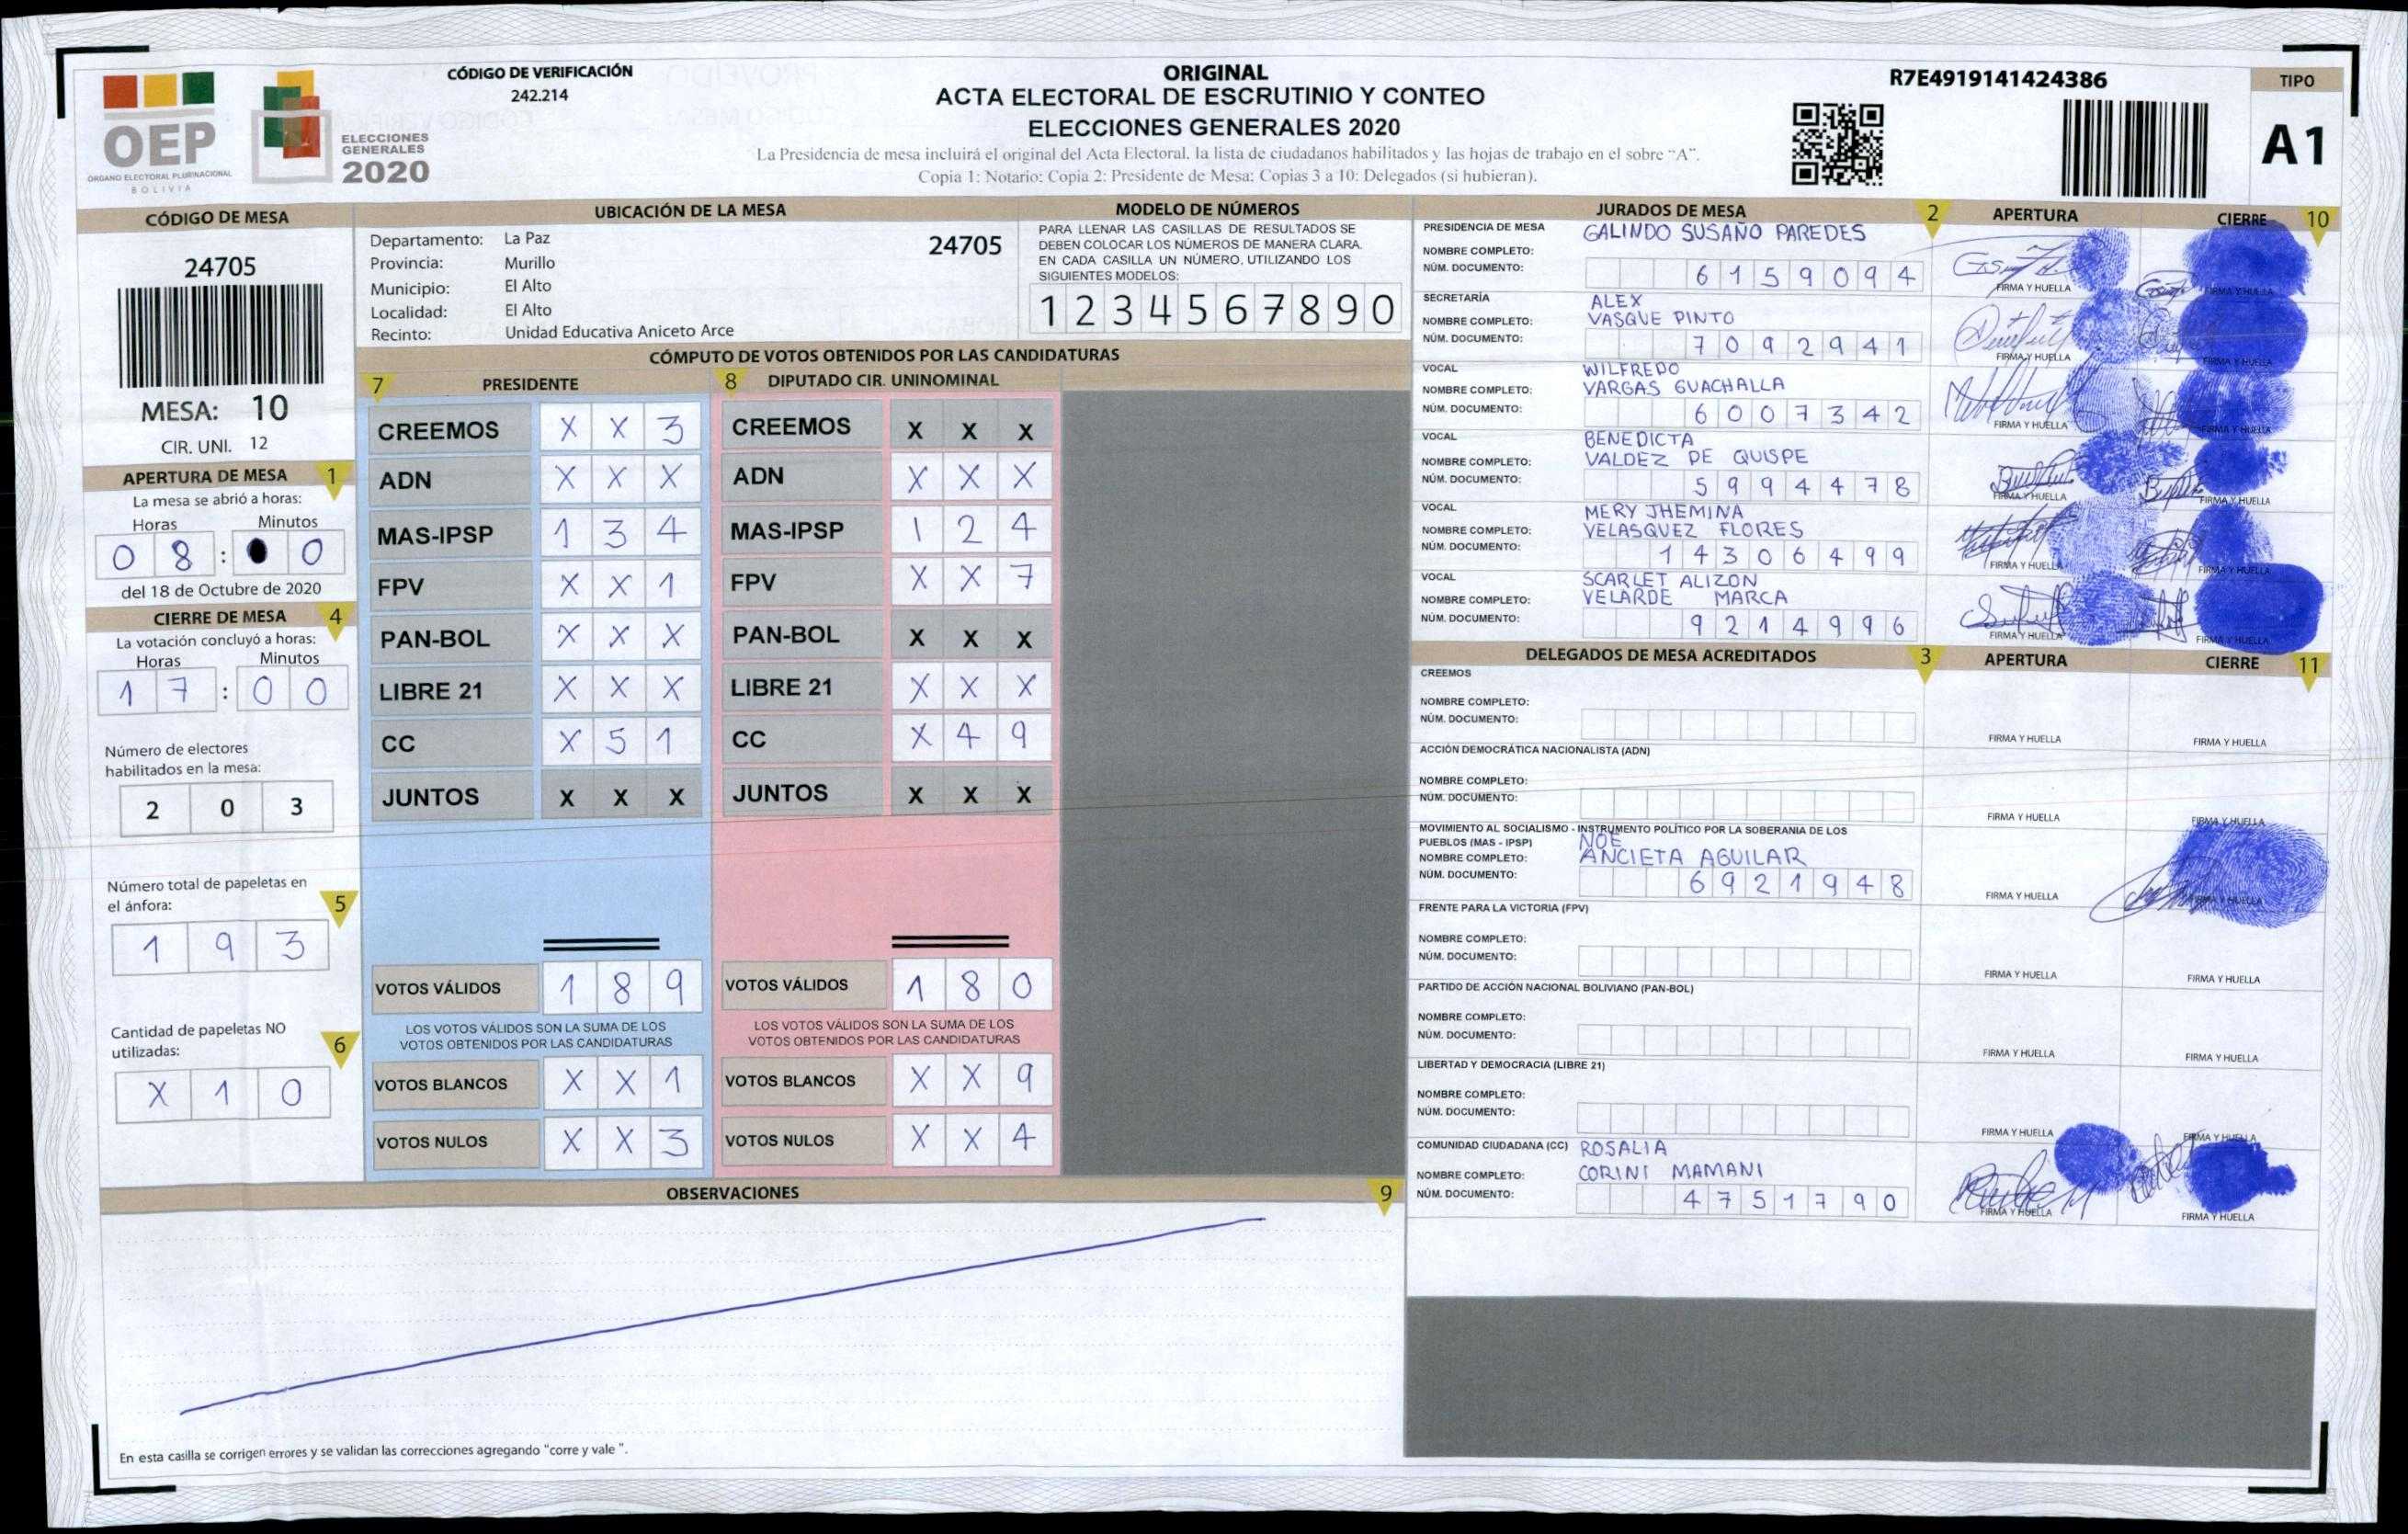 CÓDIGO DE VERIFICACIÓN
242.214
OEP
ÓRGANO ELECTORAL PLURINACIONAL
BOLIVIA
ELECCIONES
GENERALES
2020
ORIGINAL
ACTA ELECTORAL DE ESCRUTINIO Y CONTEO
ELECCIONES GENERALES 2020
La Presidencia de mesa incluirá el original del Acta Electoral, la lista de ciudadanos habilitados y las hojas de trabajo en el sobre "A".
Copia 1: Notario: Copia 2: Presidente de Mesa: Copias 3 a 10: Delegados (si hubieran).
R7E4919141424386
TIPO
A1
CÓDIGO DE MESA
24705
MESA: 10
CIR. UNI. 12
APERTURA DE MESA 1
La mesa se abrió a horas:
Horas Minutos
0 8 : 0
del 18 de Octubre de 2020
CIERRE DE MESA 4
La votación concluyó a horas:
Horas Minutos
1 7 : 0 0
Número de electores
habilitados en la mesa:
2 0 3
Número total de papeletas en
el ánfora: 5
1 9 3
Cantidad de papeletas NO
utilizadas: 6
X 1 0
UBICACIÓN DE LA MESA
Departamento: La Paz 24705
Provincia: Murillo
Municipio: El Alto
Localidad: El Alto
Recinto: Unidad Educativa Aniceto Arce
MODELO DE NÚMEROS
PARA LLENAR LAS CASILLAS DE RESULTADOS SE
DEBEN COLOCAR LOS NÚMEROS DE MANERA CLARA.
EN CADA CASILLA UN NÚMERO, UTILIZANDO LOS
SIGUIENTES MODELOS:
1 2 3 4 5 6 7 8 9 0
CÓMPUTO DE VOTOS OBTENIDOS POR LAS CANDIDATURAS
7 PRESIDENTE
CREEMOS X X 3
ADN X X X
MAS-IPSP 1 3 4
FPV X X 1
PAN-BOL X X X
LIBRE 21 X X X
CC X 5 1
JUNTOS X X X
VOTOS VÁLIDOS 1 8 9
LOS VOTOS VÁLIDOS SON LA SUMA DE LOS
VOTOS OBTENIDOS POR LAS CANDIDATURAS
VOTOS BLANCOS X X 1
VOTOS NULOS X X 3
8 DIPUTADO CIR. UNINOMINAL
CREEMOS X X X
ADN X X X
MAS-IPSP 1 2 4
FPV X X 7
PAN-BOL X X X
LIBRE 21 X X X
CC X 4 9
JUNTOS X X X
VOTOS VÁLIDOS 1 8 0
LOS VOTOS VÁLIDOS SON LA SUMA DE LOS
VOTOS OBTENIDOS POR LAS CANDIDATURAS
VOTOS BLANCOS X X 9
VOTOS NULOS X X 4
OBSERVACIONES 9
En esta casilla se corrigen errores y se validan las correcciones agregando "corre y vale ".
JURADOS DE MESA 2 APERTURA CIERRE 10
PRESIDENCIA DE MESA
NOMBRE COMPLETO: GALINDO SUSAÑO PAREDES
NÚM. DOCUMENTO: 6 1 5 9 0 9 4
FIRMA Y HUELLA FIRMA Y HUELLA
SECRETARÍA ALEX
NOMBRE COMPLETO: VASQUE PINTO
NÚM. DOCUMENTO: 7 0 9 2 9 4 1
FIRMA Y HUELLA FIRMA Y HUELLA
VOCAL WILFREDO
NOMBRE COMPLETO: VARGAS GUACHALLA
NÚM. DOCUMENTO: 6 0 0 7 3 4 2
FIRMA Y HUELLA FIRMA Y HUELLA
VOCAL BENEDICTA
NOMBRE COMPLETO: VALDEZ DE QUISPE
NÚM. DOCUMENTO: 5 9 9 4 4 7 8
FIRMA Y HUELLA FIRMA Y HUELLA
VOCAL MERY JHEMINA
NOMBRE COMPLETO: VELASQUEZ FLORES
NÚM. DOCUMENTO: 1 4 3 0 6 4 9 9
FIRMA Y HUELLA FIRMA Y HUELLA
VOCAL SCARLET ALIZON
NOMBRE COMPLETO: VELARDE MARCA
NÚM. DOCUMENTO: 9 2 1 4 9 9 6
FIRMA Y HUELLA FIRMA Y HUELLA
DELEGADOS DE MESA ACREDITADOS 3 APERTURA CIERRE 11
CREEMOS
NOMBRE COMPLETO:
NÚM. DOCUMENTO:
FIRMA Y HUELLA FIRMA Y HUELLA
ACCIÓN DEMOCRÁTICA NACIONALISTA (ADN)
NOMBRE COMPLETO:
NÚM. DOCUMENTO:
FIRMA Y HUELLA FIRMA Y HUELLA
MOVIMIENTO AL SOCIALISMO - INSTRUMENTO POLÍTICO POR LA SOBERANIA DE LOS
PUEBLOS (MAS - IPSP) NOE
NOMBRE COMPLETO: ANCIETA AGUILAR
NÚM. DOCUMENTO: 6 9 2 1 9 4 8
FIRMA Y HUELLA FIRMA Y HUELLA
FRENTE PARA LA VICTORIA (FPV)
NOMBRE COMPLETO:
NÚM. DOCUMENTO:
FIRMA Y HUELLA FIRMA Y HUELLA
PARTIDO DE ACCIÓN NACIONAL BOLIVIANO (PAN-BOL)
NOMBRE COMPLETO:
NÚM. DOCUMENTO:
FIRMA Y HUELLA FIRMA Y HUELLA
LIBERTAD Y DEMOCRACIA (LIBRE 21)
NOMBRE COMPLETO:
NÚM. DOCUMENTO:
FIRMA Y HUELLA FIRMA Y HUELLA
COMUNIDAD CIUDADANA (CC) ROSALIA
NOMBRE COMPLETO: CORINI MAMANI
NÚM. DOCUMENTO: 4 7 5 1 7 9 0
FIRMA Y HUELLA FIRMA Y HUELLA